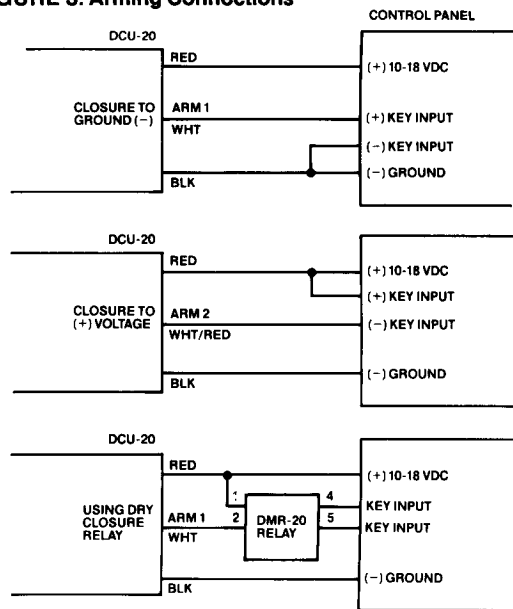 GURE 3. Arming Connections
CONTROL PANEL
DCU-20
RED
(+) 10-18 VDC
CLOSURE TO
GROUND (−)
ARM 1
WHT
(+) KEY INPUT
(−) KEY INPUT
(−) GROUND
BLK
DCU-20
RED
(+) 10-18 VDC
(+) KEY INPUT
CLOSURE TO
(+) VOLTAGE
ARM 2
WHT/RED
(−) KEY INPUT
(−) GROUND
BLK
DCU-20
RED
(+) 10-18 VDC
USING DRY
CLOSURE
RELAY
ARM 1
WHT
1
2
DMR-20
RELAY
4
5
KEY INPUT
KEY INPUT
(−) GROUND
BLK